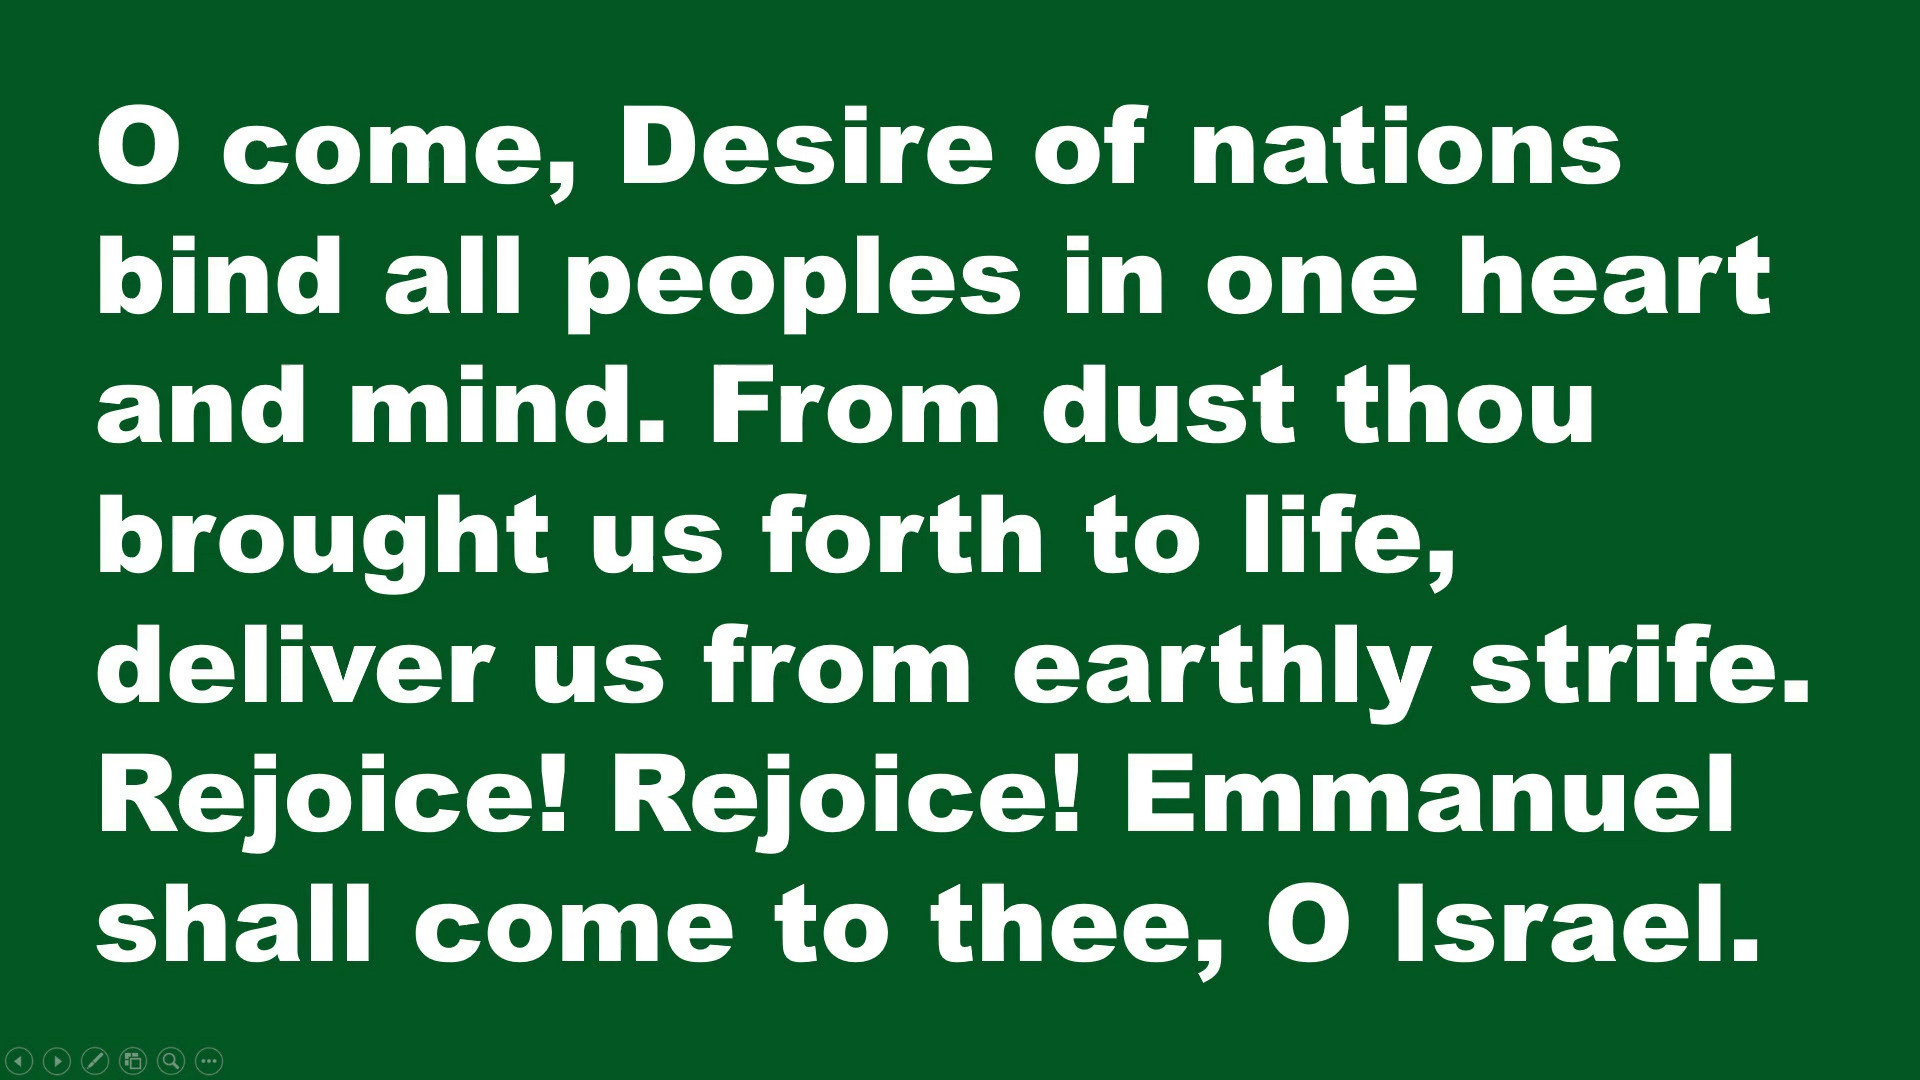 O come, Desire of nations
bind all peoples in one heart
and mind. From dust thou
brought us forth to life,
deliver us from earthly strife.
Rejoice! Rejoice! Emmanuel
shall come to thee, O Israel.